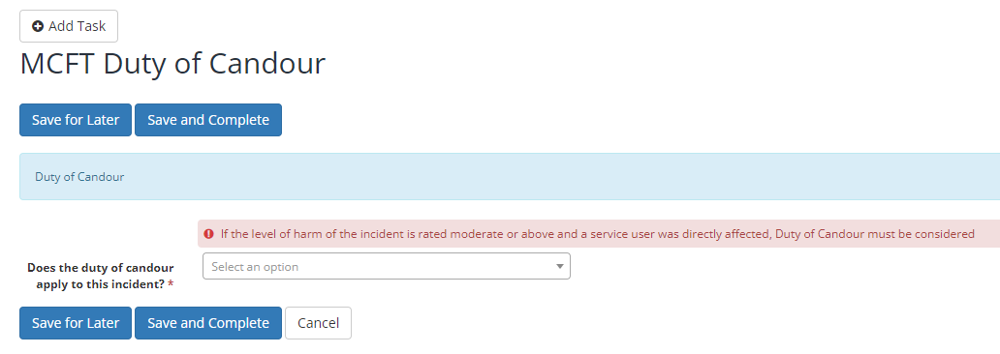 Add Task
MCFT Duty of Candour
Save for Later Save and Complete
Duty of Candour
If the level of harm of the incident is rated moderate or above and a service user was directly affected, Duty of Candour must be considered
Does the duty of candour Select an option
apply to this incident? *
Save for Later Save and Complete Cancel